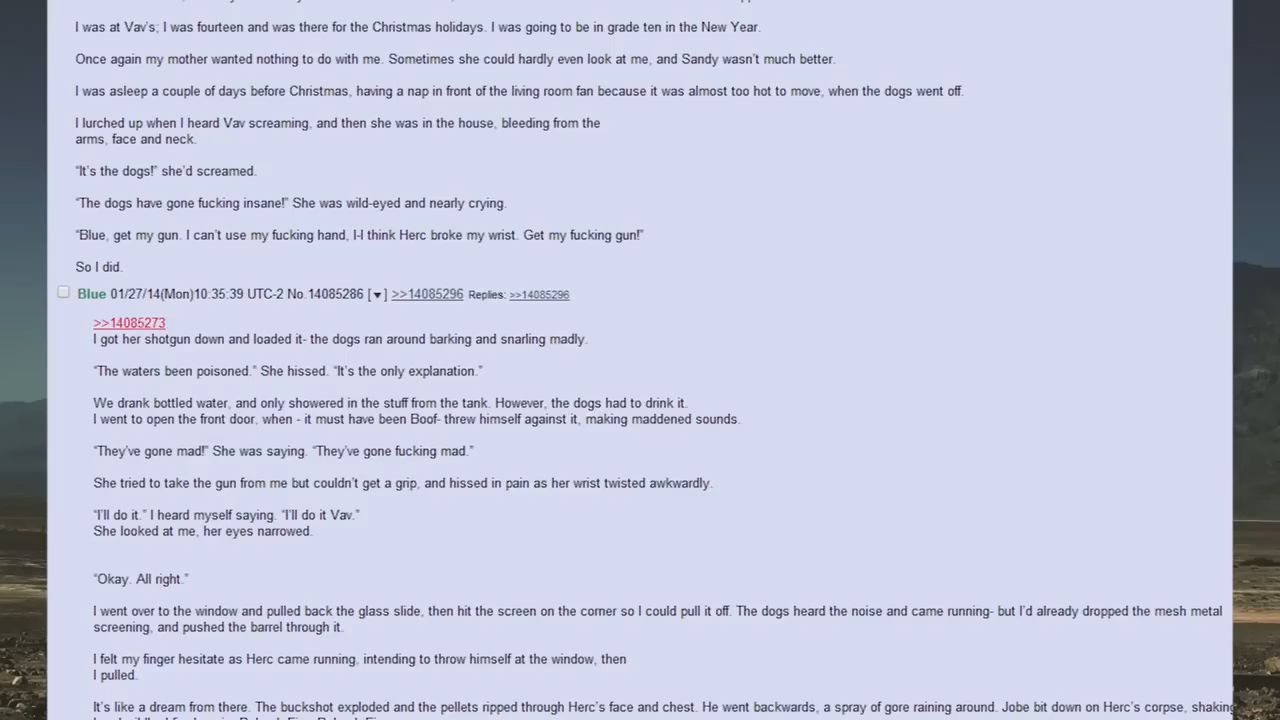 I was at Vav's; I was fourteen and was there for the Christmas holidays. I was going to be in grade ten in the New Year.
Once again my mother wanted nothing to do with me. Sometimes she could hardly even look at me, and Sandy wasn't much better.
I was asleep a couple of days before Christmas, having a nap in front of the living room fan because it was almost too hot to move, when the dogs went off.
I lurched up when I heard Vav screaming, and then she was in the house, bleeding from the
arms, face and neck.
“It's the dogs!” she'd screamed.
“The dogs have gone fucking insane!” She was wild-eyed and nearly crying.
“Blue, get my gun. I can't use my fucking hand, I-I think Herc broke my wrist. Get my fucking gun!”
So I did.
Blue 01/27/14(Mon)10:35:39 UTC-2 No.14085286 [▼] >>14085296 Replies: >>14085296
>>14085273
I got her shotgun down and loaded it- the dogs ran around barking and snarling madly.
“The waters been poisoned.” She hissed. “It's the only explanation.”
We drank bottled water, and only showered in the stuff from the tank. However, the dogs had to drink it.
I went to open the front door, when - it must have been Boof- threw himself against it, making maddened sounds.
“They've gone mad!” She was saying. “They've gone fucking mad.”
She tried to take the gun from me but couldn't get a grip, and hissed in pain as her wrist twisted awkwardly.
“I'll do it.” I heard myself saying. “I'll do it Vav.”
She looked at me, her eyes narrowed.
“Okay. All right.”
I went over to the window and pulled back the glass slide, then hit the screen on the corner so I could pull it off. The dogs heard the noise and came running- but I'd already dropped the mesh metal
screening, and pushed the barrel through it.
I felt my finger hesitate as Herc came running, intending to throw himself at the window, then
I pulled.
It's like a dream from there. The buckshot exploded and the pellets ripped through Herc's face and chest. He went backwards, a spray of gore raining around. Jobe bit down on Herc's corpse, shaking